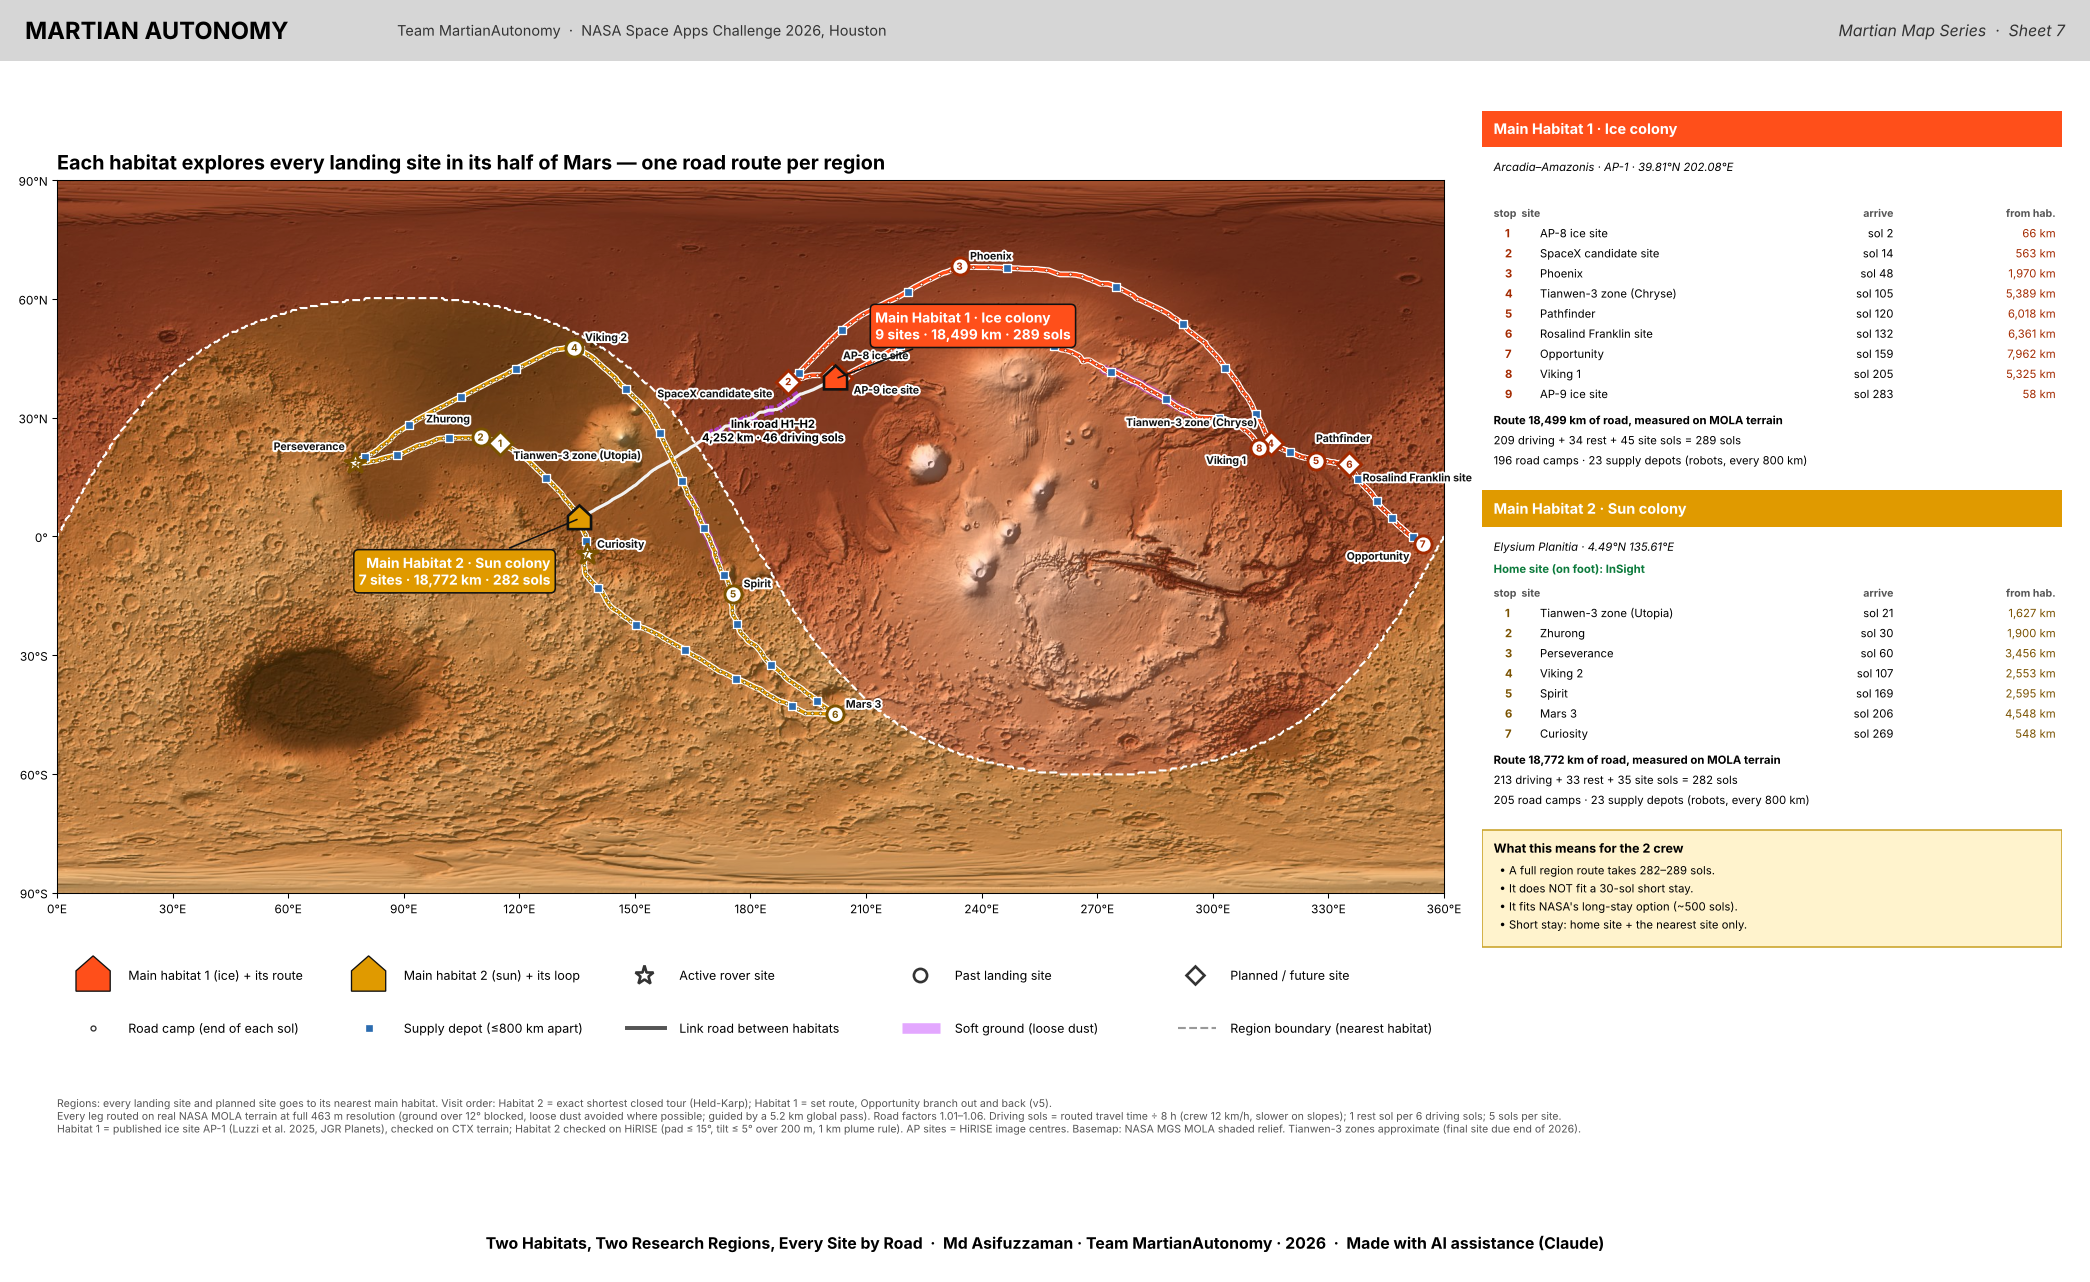 MARTIAN AUTONOMY
Team MartianAutonomy · NASA Space Apps Challenge 2026, Houston
Martian Map Series · Sheet 7
Each habitat explores every landing site in its half of Mars — one road route per region
90°N
60°N
30°N
0°
30°S
60°S
90°S
0°E
30°E
60°E
90°E
120°E
150°E
180°E
210°E
240°E
270°E
300°E
330°E
360°E
Phoenix
3
Main Habitat 1 · Ice colony
9 sites · 18,499 km · 289 sols
Viking 2
4
AP-8 ice site
2
AP-9 ice site
SpaceX candidate site
link road H1–H2
4,252 km · 46 driving sols
Zhurong
2
1
Perseverance
Tianwen-3 zone (Utopia)
Tianwen-3 zone (Chryse)
4
8
Viking 1
Pathfinder
5
6
Rosalind Franklin site
Opportunity
7
Curiosity
Main Habitat 2 · Sun colony
7 sites · 18,772 km · 282 sols
Spirit
5
Mars 3
6
Main habitat 1 (ice) + its route
Main habitat 2 (sun) + its loop
Active rover site
Past landing site
Planned / future site
Road camp (end of each sol)
Supply depot (≤800 km apart)
Link road between habitats
Soft ground (loose dust)
Region boundary (nearest habitat)
Main Habitat 1 · Ice colony
Arcadia–Amazonis · AP-1 · 39.81°N 202.08°E
stop site arrive from hab.
1 AP-8 ice site sol 2 66 km
2 SpaceX candidate site sol 14 563 km
3 Phoenix sol 48 1,970 km
4 Tianwen-3 zone (Chryse) sol 105 5,389 km
5 Pathfinder sol 120 6,018 km
6 Rosalind Franklin site sol 132 6,361 km
7 Opportunity sol 159 7,962 km
8 Viking 1 sol 205 5,325 km
9 AP-9 ice site sol 283 58 km
Route 18,499 km of road, measured on MOLA terrain
209 driving + 34 rest + 45 site sols = 289 sols
196 road camps · 23 supply depots (robots, every 800 km)
Main Habitat 2 · Sun colony
Elysium Planitia · 4.49°N 135.61°E
Home site (on foot): InSight
stop site arrive from hab.
1 Tianwen-3 zone (Utopia) sol 21 1,627 km
2 Zhurong sol 30 1,900 km
3 Perseverance sol 60 3,456 km
4 Viking 2 sol 107 2,553 km
5 Spirit sol 169 2,595 km
6 Mars 3 sol 206 4,548 km
7 Curiosity sol 269 548 km
Route 18,772 km of road, measured on MOLA terrain
213 driving + 33 rest + 35 site sols = 282 sols
205 road camps · 23 supply depots (robots, every 800 km)
What this means for the 2 crew
• A full region route takes 282–289 sols.
• It does NOT fit a 30-sol short stay.
• It fits NASA's long-stay option (~500 sols).
• Short stay: home site + the nearest site only.
Regions: every landing site and planned site goes to its nearest main habitat. Visit order: Habitat 2 = exact shortest closed tour (Held-Karp); Habitat 1 = set route, Opportunity branch out and back (v5).
Every leg routed on real NASA MOLA terrain at full 463 m resolution (ground over 12° blocked, loose dust avoided where possible; guided by a 5.2 km global pass). Road factors 1.01–1.06. Driving sols = routed travel time ÷ 8 h (crew 12 km/h, slower on slopes); 1 rest sol per 6 driving sols; 5 sols per site.
Habitat 1 = published ice site AP-1 (Luzzi et al. 2025, JGR Planets), checked on CTX terrain; Habitat 2 checked on HiRISE (pad ≤ 15°, tilt ≤ 5° over 200 m, 1 km plume rule). AP sites = HiRISE image centres. Basemap: NASA MGS MOLA shaded relief. Tianwen-3 zones approximate (final site due end of 2026).
Two Habitats, Two Research Regions, Every Site by Road · Md Asifuzzaman · Team MartianAutonomy · 2026 · Made with AI assistance (Claude)